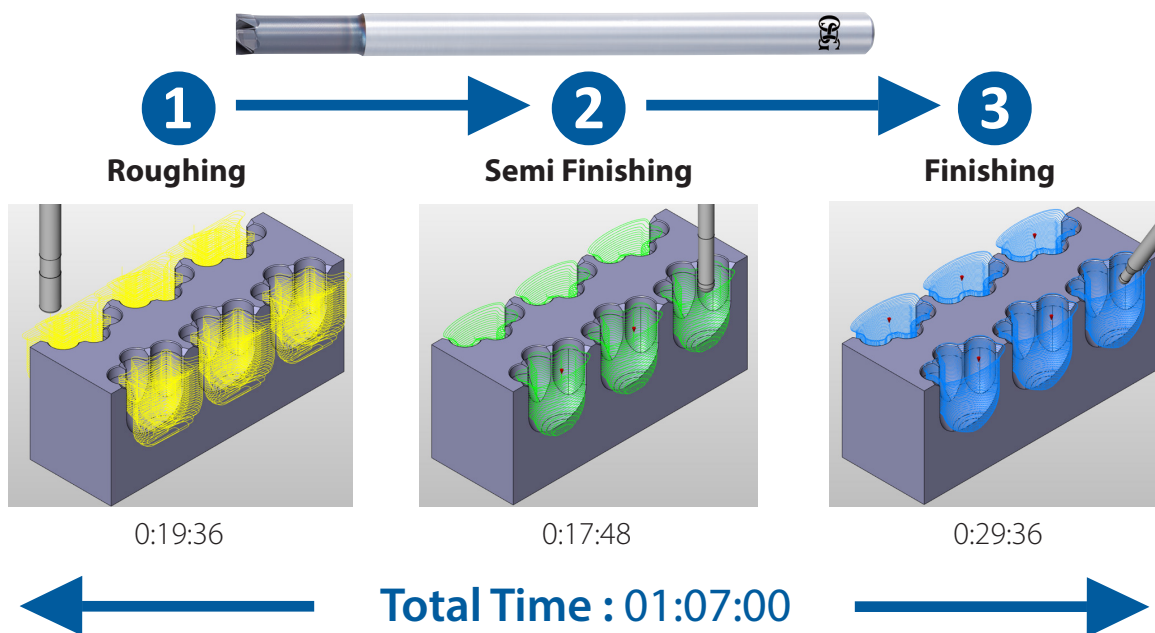 OSG
1 2 3
Roughing Semi Finishing Finishing
0:19:36 0:17:48 0:29:36
Total Time : 01:07:00